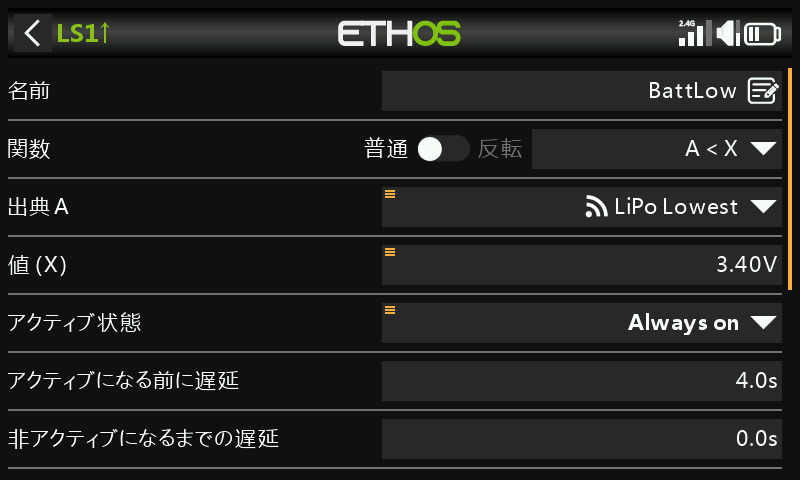 LS1↑ ETHOS 2.4G
名前 BattLow
関数 普通 反転 A < X
出典 A LiPo Lowest
値 (X) 3.40V
アクティブ状態 Always on
アクティブになる前に遅延 4.0s
非アクティブになるまでの遅延 0.0s